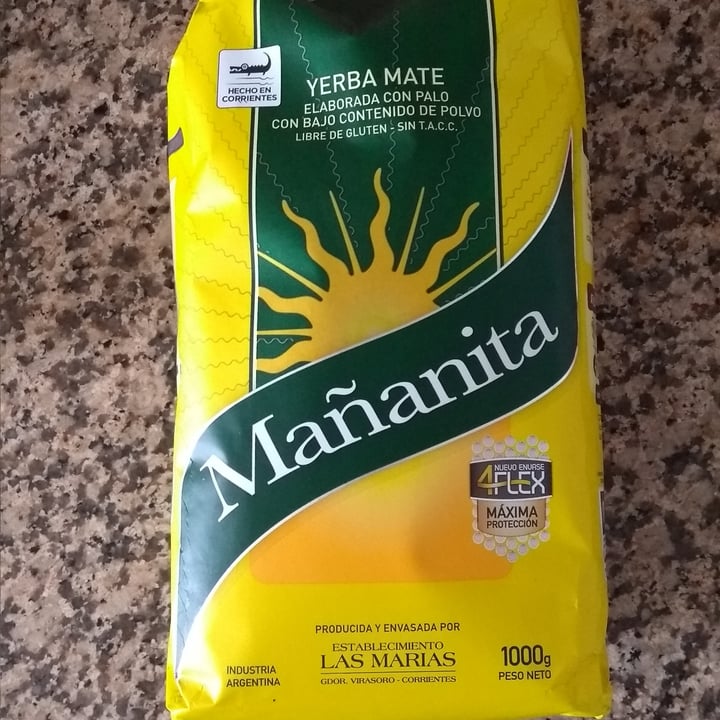 HECHO EN
CORRIENTES
YERBA MATE
ELABORADA CON PALO
CON BAJO CONTENIDO DE POLVO
LIBRE DE GLUTEN - SIN T.A.C.C.
Mañanita
NUEVO ENVASE
4FLEX
MÁXIMA
PROTECCIÓN
PRODUCIDA Y ENVASADA POR
ESTABLECIMIENTO
LAS MARIAS
GDOR. VIRASORO - CORRIENTES
INDUSTRIA
ARGENTINA
1000g
PESO NETO